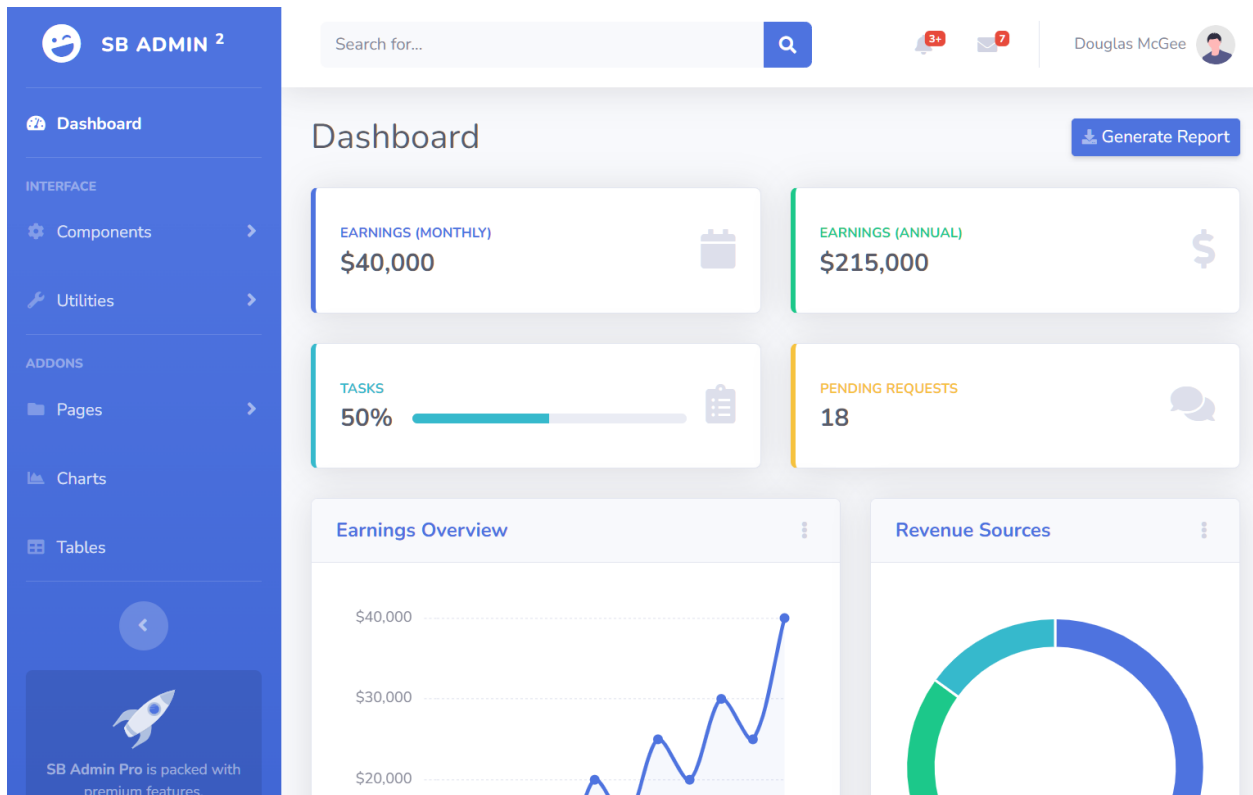 SB ADMIN 2
Search for...
3+
7
Douglas McGee
Dashboard
INTERFACE
Components
Utilities
ADDONS
Pages
Charts
Tables
SB Admin Pro is packed with
premium features
Dashboard
Generate Report
EARNINGS (MONTHLY)
$40,000
EARNINGS (ANNUAL)
$215,000
TASKS
50%
PENDING REQUESTS
18
Earnings Overview
$40,000
$30,000
$20,000
Revenue Sources